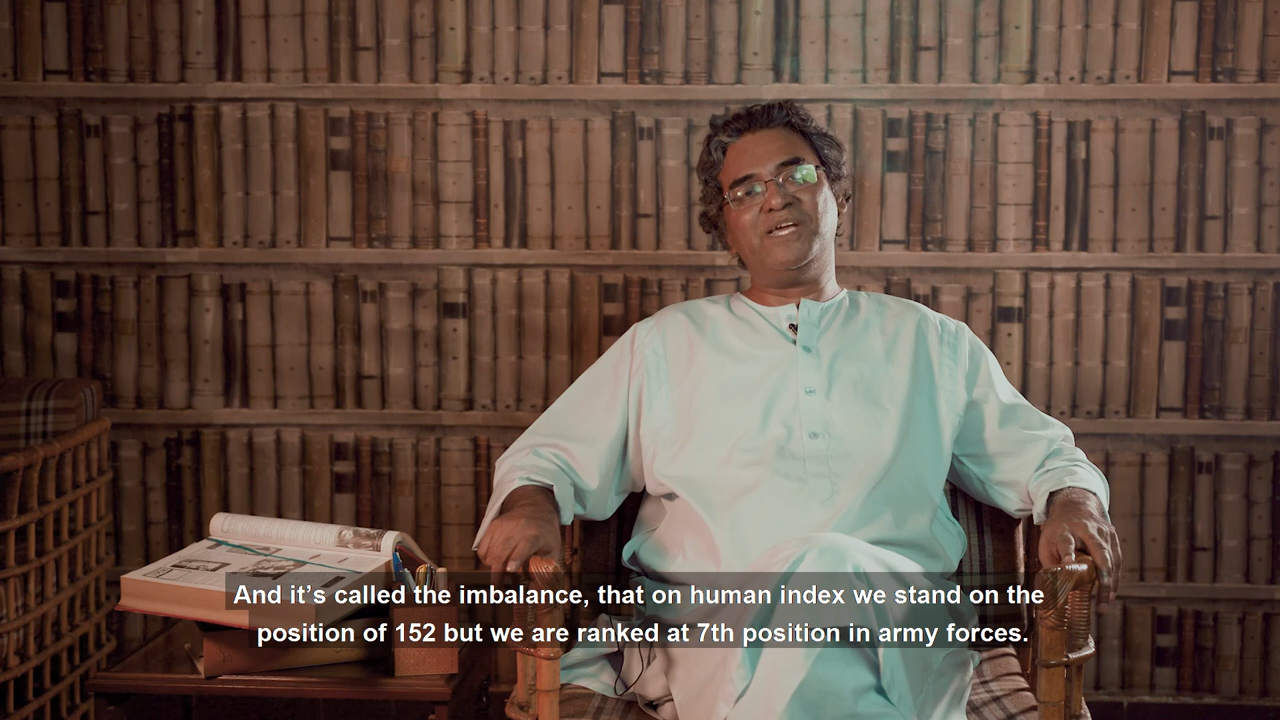 And it’s called the imbalance, that on human index we stand on the
position of 152 but we are ranked at 7th position in army forces.